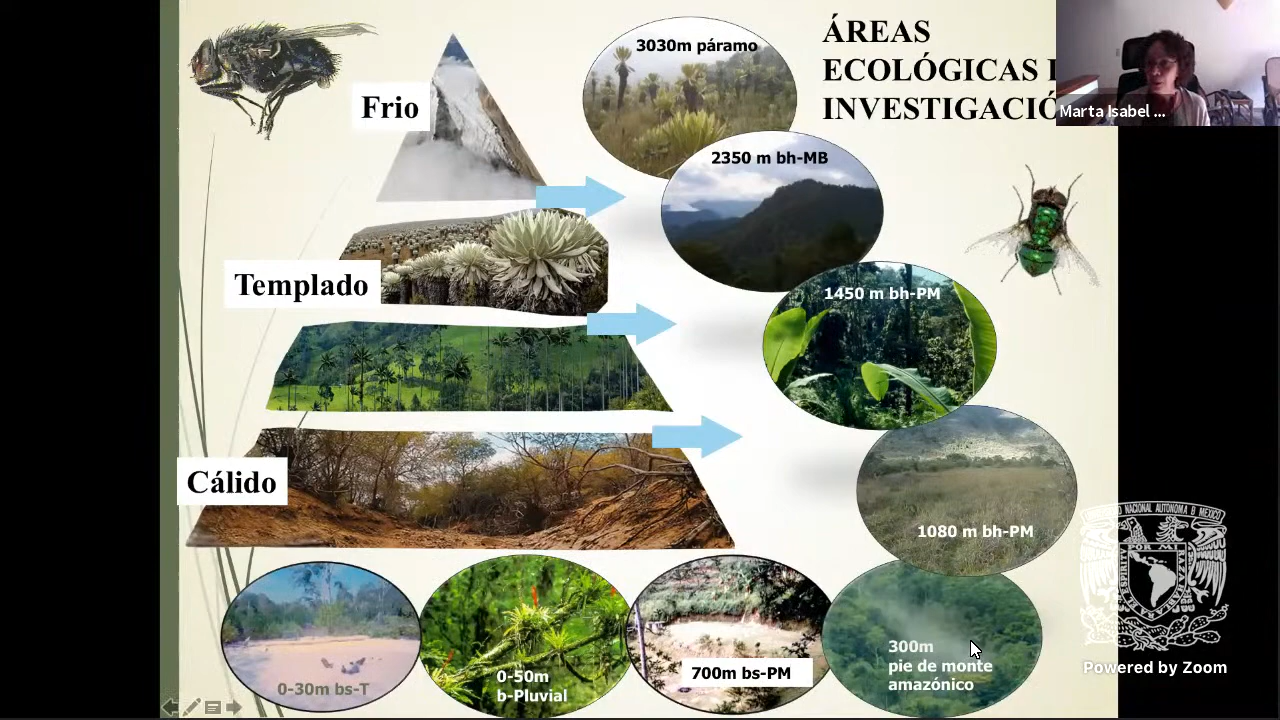 ÁREAS
ECOLÓGICAS
INVESTIGACIÓ
Marta Isabel ...
Frio
3030m páramo
2350 m bh-MB
Templado
1450 m bh-PM
Cálido
1080 m bh-PM
0-30m bs-T
0-50m
b-Pluvial
700m bs-PM
300m
pie de monte
amazónico
Powered by Zoom